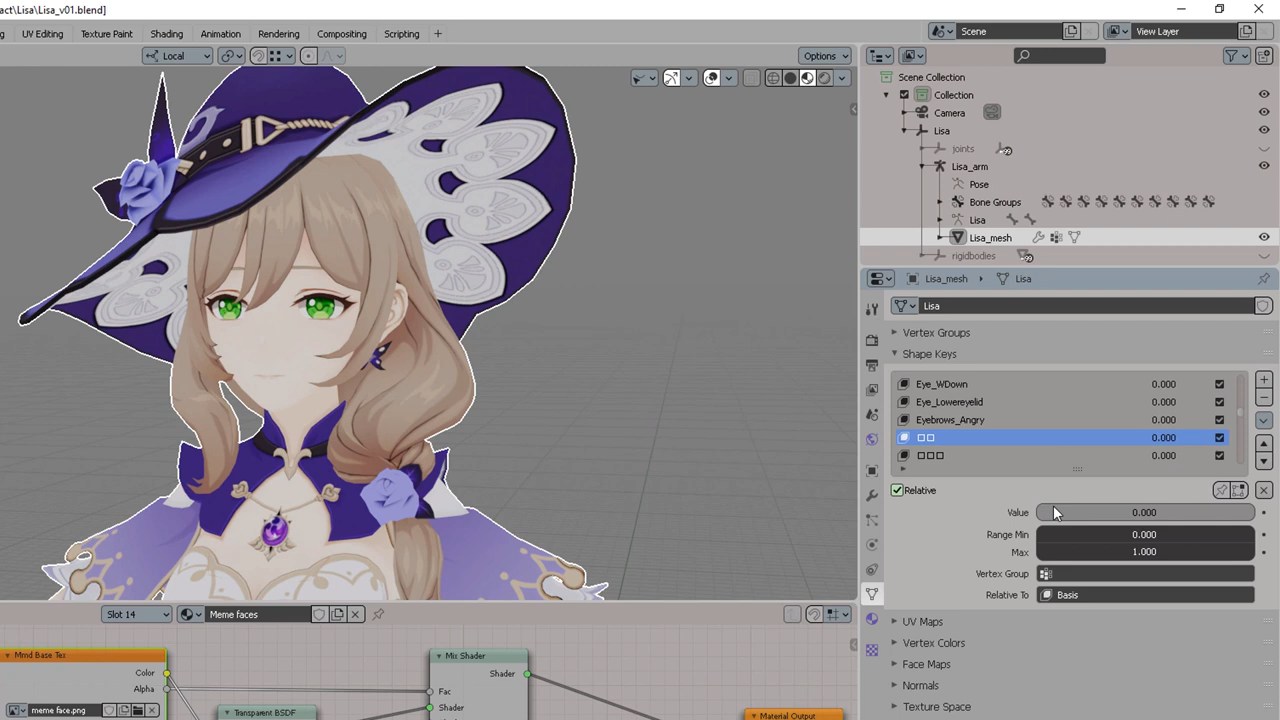 act\Lisa\Lisa_v01.blend]
UV Editing Texture Paint Shading Animation Rendering Compositing Scripting +
Scene
View Layer
Local
Options
Scene Collection
Collection
Camera
Lisa
joints
99
Lisa_arm
Pose
Bone Groups
Lisa
Lisa_mesh
rigidbodies
99
Lisa_mesh
Lisa
Lisa
Vertex Groups
Shape Keys
Eye_WDown 0.000
Eye_Lowereyelid 0.000
Eyebrows_Angry 0.000
□□ 0.000
□□□ 0.000
Relative
Value 0.000
Range Min 0.000
Max 1.000
Vertex Group
Relative To Basis
UV Maps
Vertex Colors
Face Maps
Normals
Texture Space
Slot 14
Meme faces
Mmd Base Tex
Color
Alpha
meme face.png
Transparent BSDF
Mix Shader
Shader
Fac
Shader
Material Output